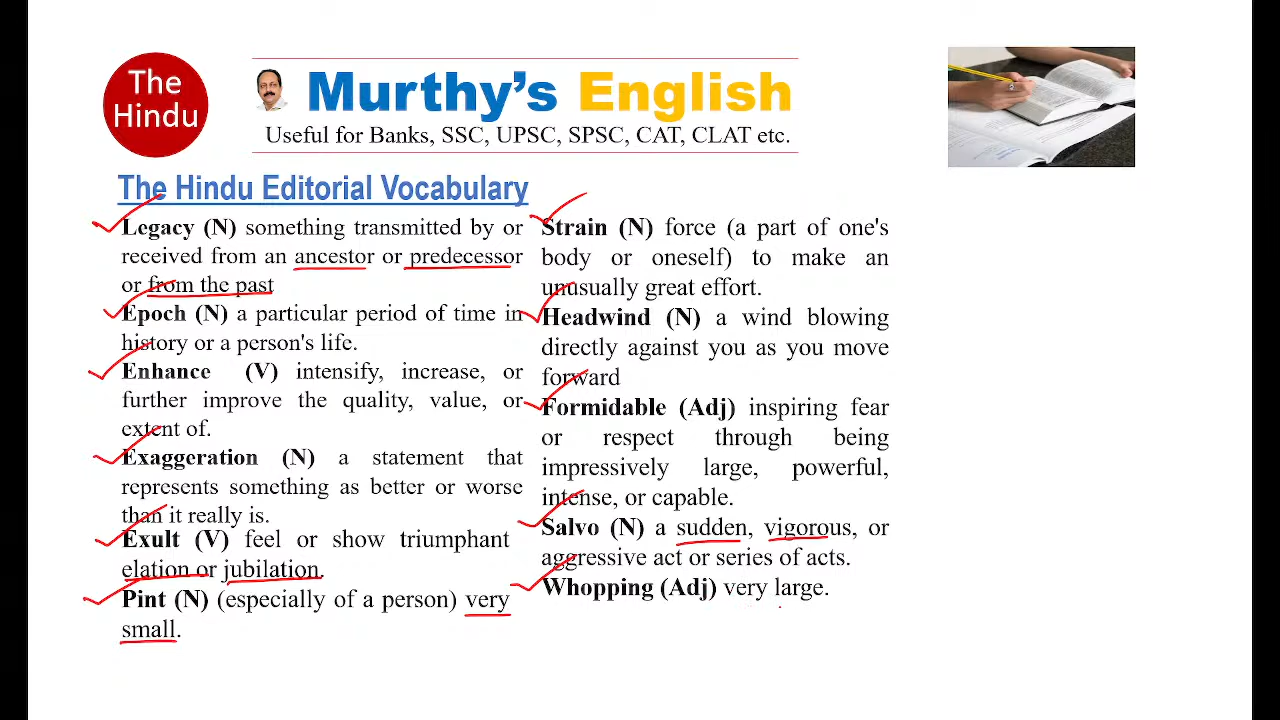 The
Hindu
Murthy's English
Useful for Banks, SSC, UPSC, SPSC, CAT, CLAT etc.
The Hindu Editorial Vocabulary
Legacy (N) something transmitted by or
received from an ancestor or predecessor
or from the past
Epoch (N) a particular period of time in
history or a person's life.
Enhance (V) intensify, increase, or
further improve the quality, value, or
extent of.
Exaggeration (N) a statement that
represents something as better or worse
than it really is.
Exult (V) feel or show triumphant
elation or jubilation.
Pint (N) (especially of a person) very
small.
Strain (N) force (a part of one's
body or oneself) to make an
unusually great effort.
Headwind (N) a wind blowing
directly against you as you move
forward
Formidable (Adj) inspiring fear
or respect through being
impressively large, powerful,
intense, or capable.
Salvo (N) a sudden, vigorous, or
aggressive act or series of acts.
Whopping (Adj) very large.